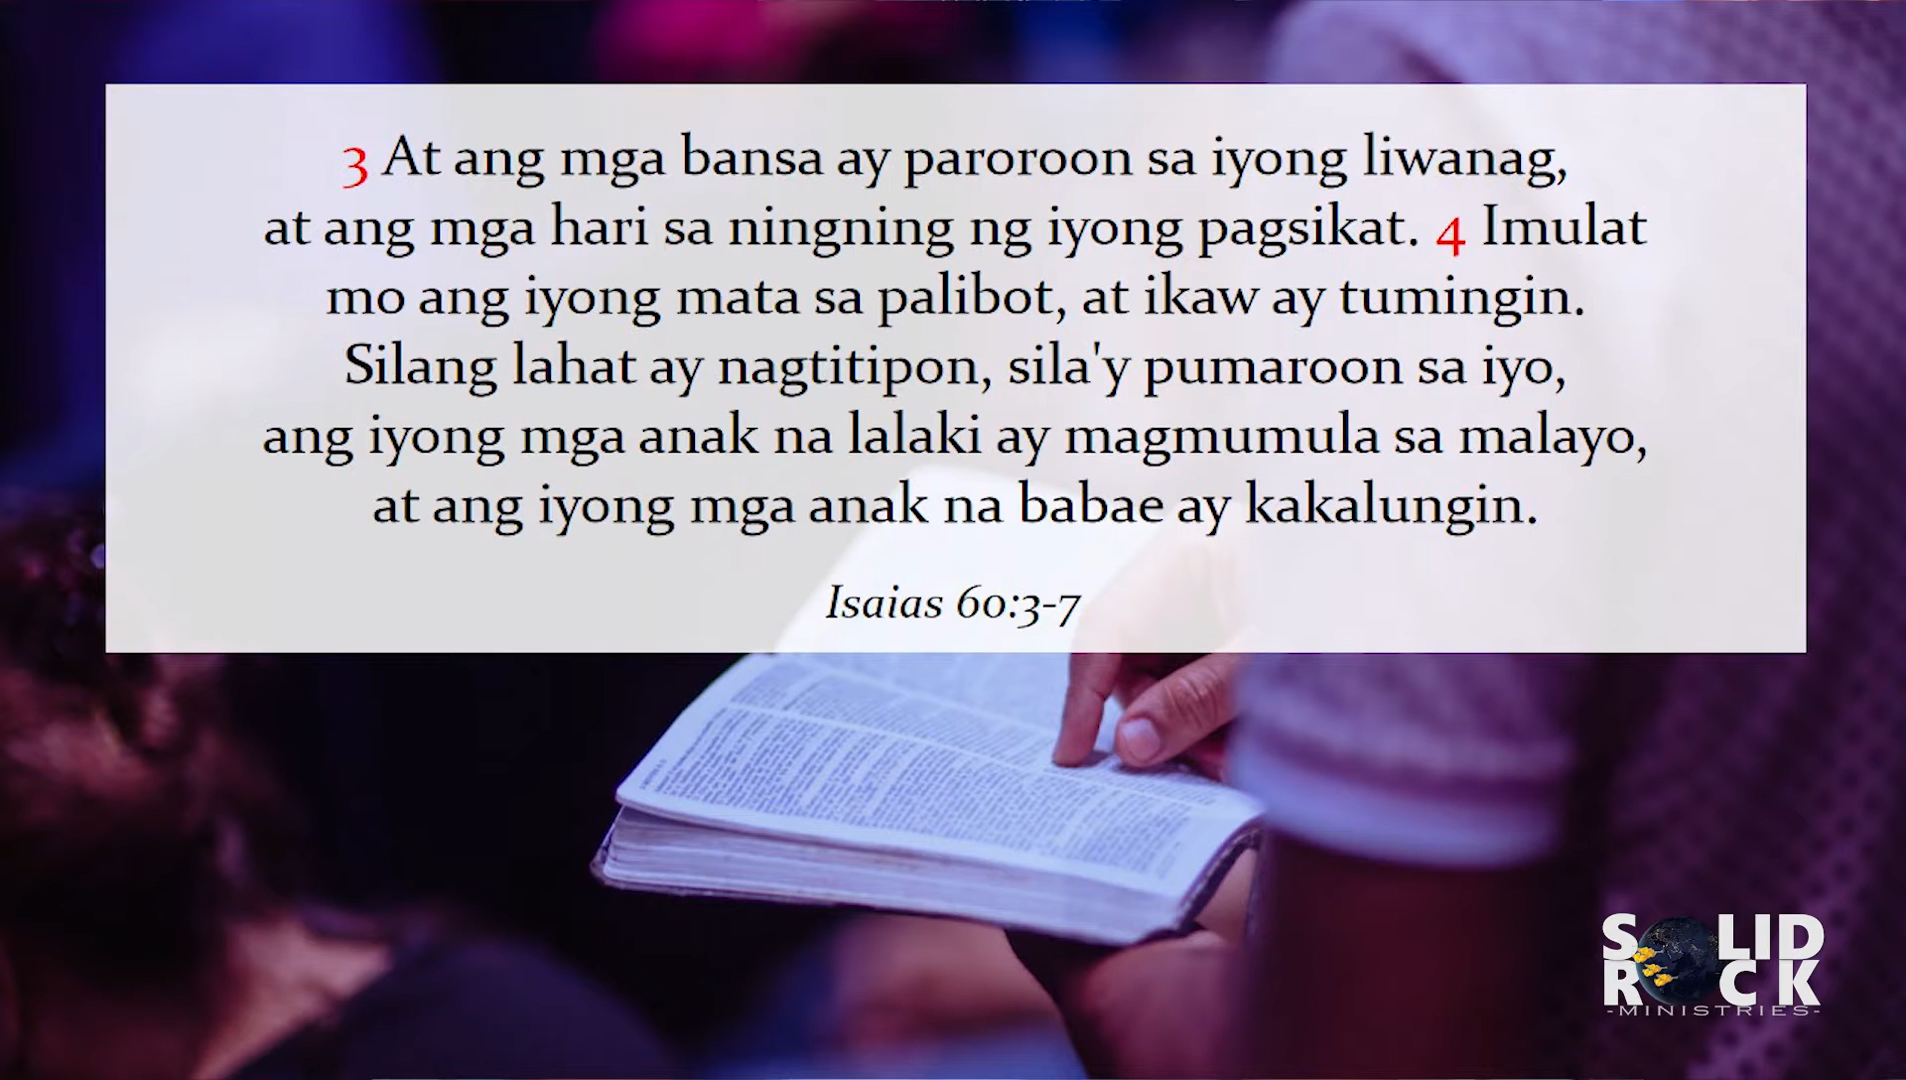 3 At ang mga bansa ay paroroon sa iyong liwanag,
at ang mga hari sa ningning ng iyong pagsikat. 4 Imulat
mo ang iyong mata sa palibot, at ikaw ay tumingin.
Silang lahat ay nagtitipon, sila'y pumaroon sa iyo,
ang iyong mga anak na lalaki ay magmumula sa malayo,
at ang iyong mga anak na babae ay kakalungin.
Isaias 60:3-7
SOLID
ROCK
-MINISTRIES-